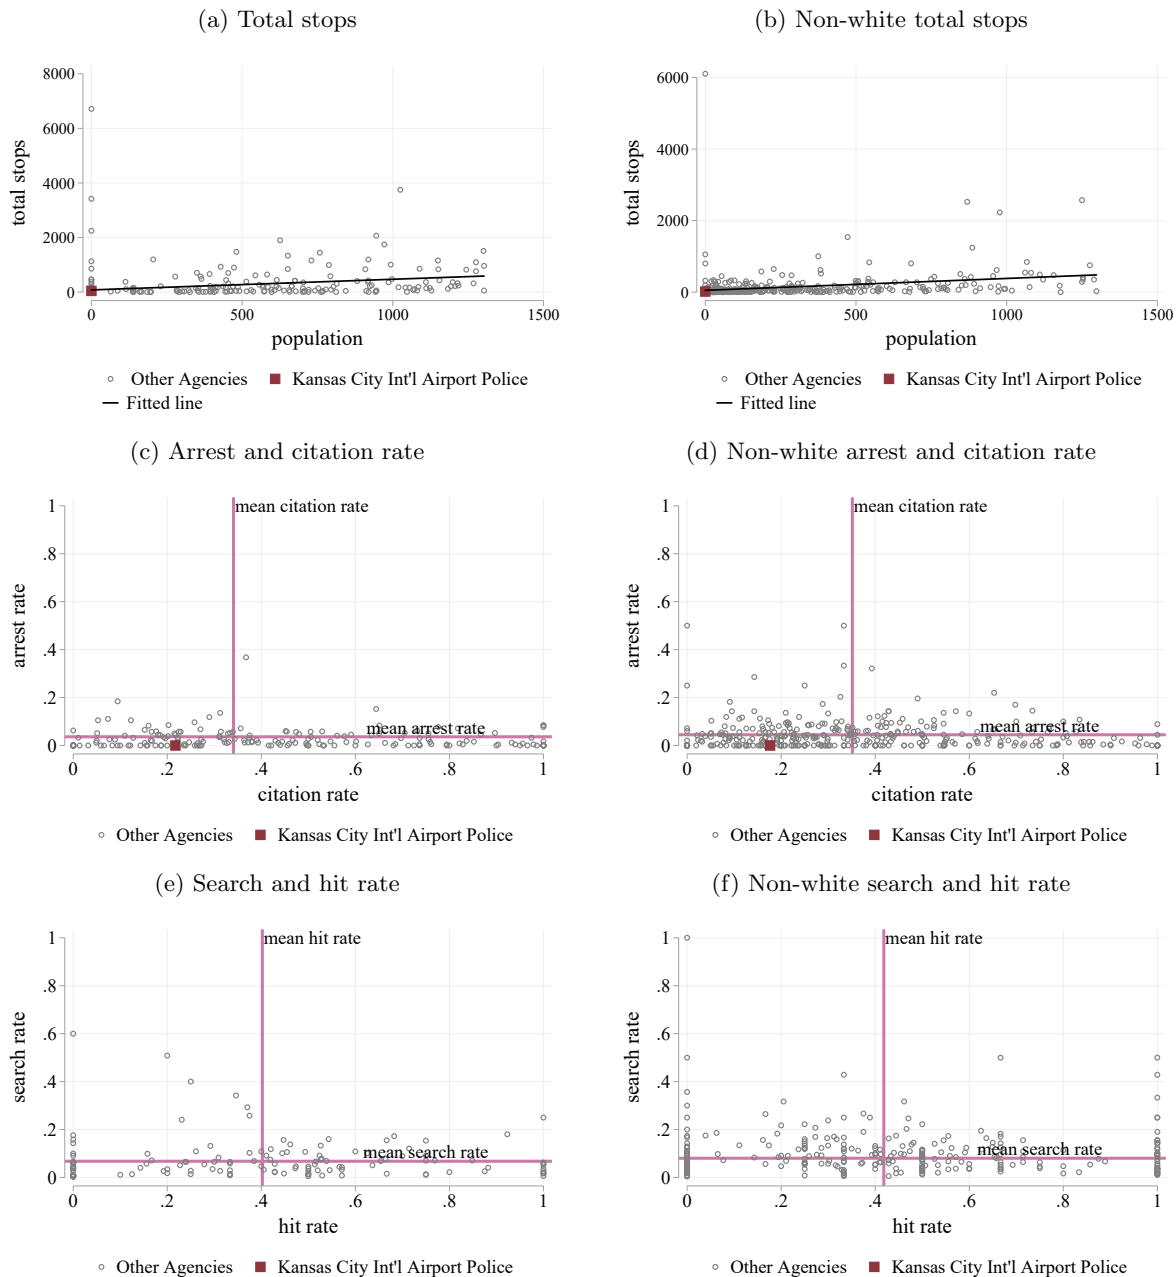 (a) Total stops
(b) Non-white total stops
total stops
8000
6000
4000
2000
0
0 500 1000 1500
population
Other Agencies Kansas City Int'l Airport Police
Fitted line
total stops
6000
4000
2000
0
0 500 1000 1500
population
Other Agencies Kansas City Int'l Airport Police
Fitted line
(c) Arrest and citation rate
(d) Non-white arrest and citation rate
arrest rate
1
.8
.6
.4
.2
0
mean citation rate
mean arrest rate
0 .2 .4 .6 .8 1
citation rate
Other Agencies Kansas City Int'l Airport Police
arrest rate
1
.8
.6
.4
.2
0
mean citation rate
mean arrest rate
0 .2 .4 .6 .8 1
citation rate
Other Agencies Kansas City Int'l Airport Police
(e) Search and hit rate
(f) Non-white search and hit rate
search rate
1
.8
.6
.4
.2
0
mean hit rate
mean search rate
0 .2 .4 .6 .8 1
hit rate
Other Agencies Kansas City Int'l Airport Police
search rate
1
.8
.6
.4
.2
0
mean hit rate
mean search rate
0 .2 .4 .6 .8 1
hit rate
Other Agencies Kansas City Int'l Airport Police